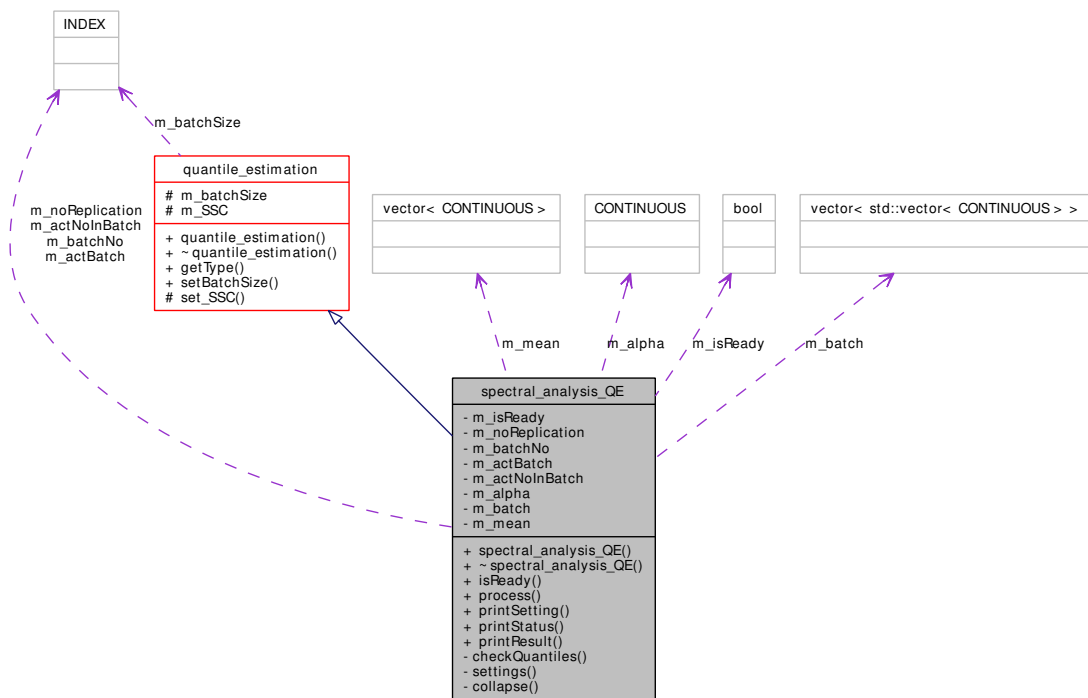 INDEX
m_batchSize
quantile_estimation
# m_batchSize
# m_SSC
+ quantile_estimation()
+ ~quantile_estimation()
+ getType()
+ setBatchSize()
# set_SSC()
m_noReplication
m_actNoInBatch
m_batchNo
m_actBatch
vector< CONTINUOUS >
CONTINUOUS
bool
vector< std::vector< CONTINUOUS > >
m_mean
m_alpha
m_isReady
m_batch
spectral_analysis_QE
- m_isReady
- m_noReplication
- m_batchNo
- m_actBatch
- m_actNoInBatch
- m_alpha
- m_batch
- m_mean
+ spectral_analysis_QE()
+ ~spectral_analysis_QE()
+ isReady()
+ process()
+ printSetting()
+ printStatus()
+ printResult()
- checkQuantiles()
- settings()
- collapse()